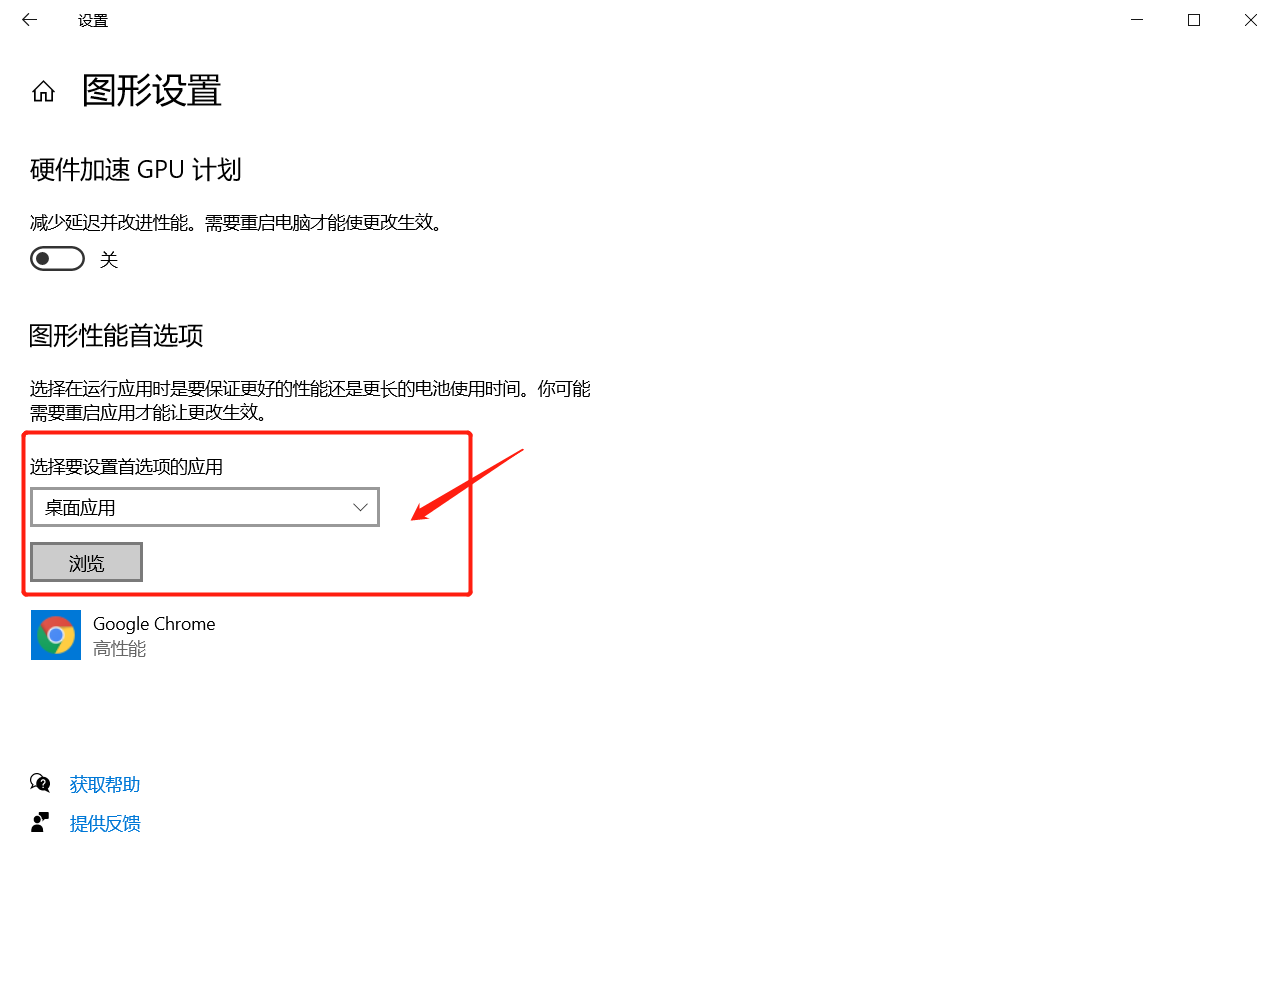 设置
图形设置
硬件加速 GPU 计划
减少延迟并改进性能。需要重启电脑才能使更改生效。
关
图形性能首选项
选择在运行应用时是要保证更好的性能还是更长的电池使用时间。你可能
需要重启应用才能让更改生效。
选择要设置首选项的应用
桌面应用
浏览
Google Chrome
高性能
获取帮助
提供反馈